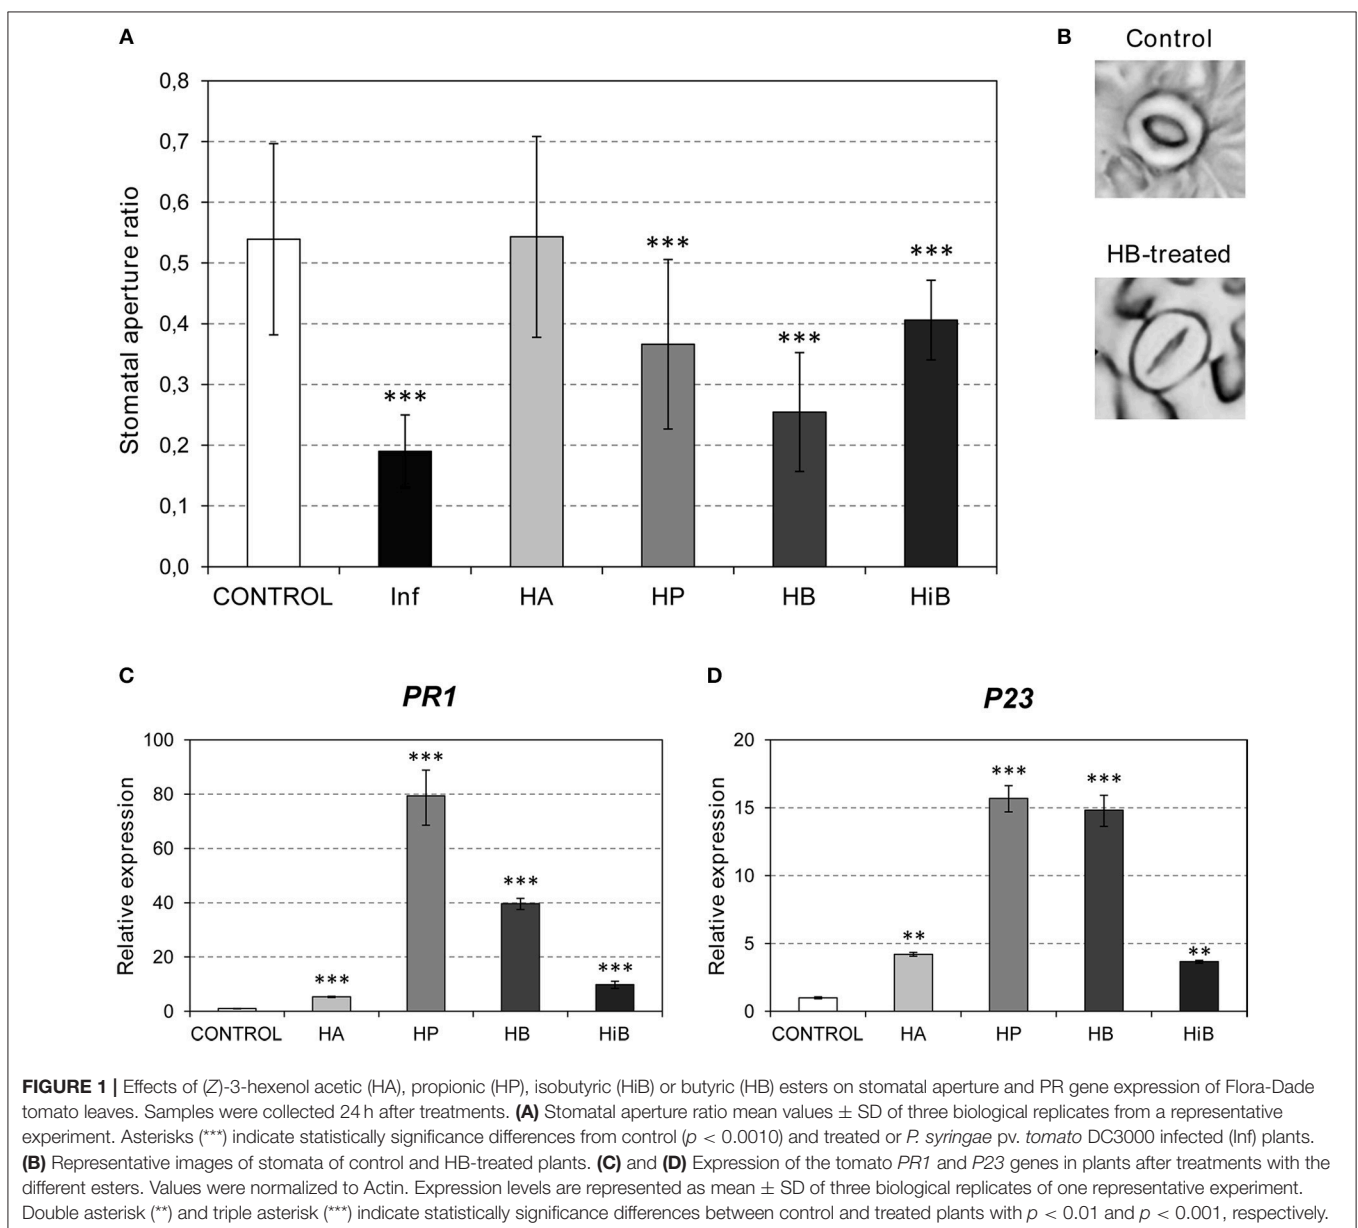 A
0,8
0,7
0,6
0,5
0,4
0,3
0,2
0,1
0,0
Stomatal aperture ratio
***
***
***
***
CONTROL Inf HA HP HB HiB
B
Control
HB-treated
C
PR1
100
80
60
40
20
0
Relative expression
***
***
***
***
CONTROL HA HP HB HiB
D
P23
20
15
10
5
0
Relative expression
**
***
***
**
CONTROL HA HP HB HiB
FIGURE 1 | Effects of (Z)-3-hexenol acetic (HA), propionic (HP), isobutyric (HiB) or butyric (HB) esters on stomatal aperture and PR gene expression of Flora-Dade
tomato leaves. Samples were collected 24 h after treatments. (A) Stomatal aperture ratio mean values ± SD of three biological replicates from a representative
experiment. Asterisks (***) indicate statistically significance differences from control (p < 0.0010) and treated or P. syringae pv. tomato DC3000 infected (Inf) plants.
(B) Representative images of stomata of control and HB-treated plants. (C) and (D) Expression of the tomato PR1 and P23 genes in plants after treatments with the
different esters. Values were normalized to Actin. Expression levels are represented as mean ± SD of three biological replicates of one representative experiment.
Double asterisk (**) and triple asterisk (***) indicate statistically significance differences between control and treated plants with p < 0.01 and p < 0.001, respectively.